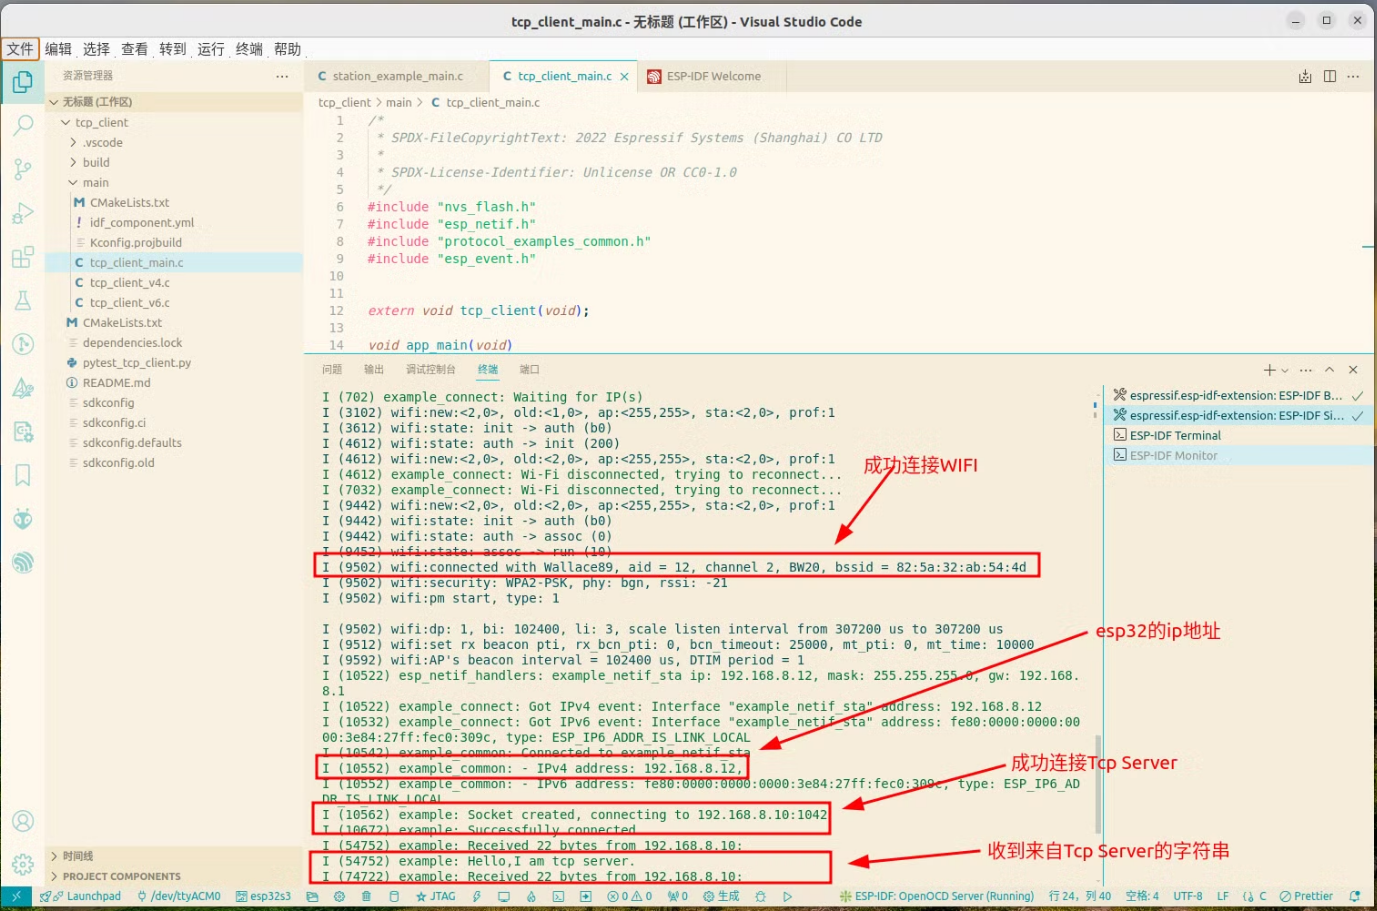 tcp_client_main.c - 无标题 (工作区) - Visual Studio Code
文件 编辑 选择 查看 转到 运行 终端 帮助
资源管理器
无标题 (工作区)
tcp_client
.vscode
build
main
CMakeLists.txt
idf_component.yml
Kconfig.projbuild
tcp_client_main.c
tcp_client_v4.c
tcp_client_v6.c
CMakeLists.txt
dependencies.lock
pytest_tcp_client.py
README.md
sdkconfig
sdkconfig.ci
sdkconfig.defaults
sdkconfig.old
时间线
PROJECT COMPONENTS
station_example_main.c tcp_client_main.c ESP-IDF Welcome
tcp_client > main > C tcp_client_main.c
1 /*
2 * SPDX-FileCopyrightText: 2022 Espressif Systems (Shanghai) CO LTD
3 *
4 * SPDX-License-Identifier: Unlicense OR CC0-1.0
5 */
6 #include "nvs_flash.h"
7 #include "esp_netif.h"
8 #include "protocol_examples_common.h"
9 #include "esp_event.h"
10
11
12 extern void tcp_client(void);
13
14 void app_main(void)
问题 输出 调试控制台 终端 端口
I (702) example_connect: Waiting for IP(s)
I (3102) wifi:new:<2,0>, old:<1,0>, ap:<255,255>, sta:<2,0>, prof:1
I (3612) wifi:state: init -> auth (b0)
I (4612) wifi:state: auth -> init (200)
I (4612) wifi:new:<2,0>, old:<2,0>, ap:<255,255>, sta:<2,0>, prof:1
I (4612) example_connect: Wi-Fi disconnected, trying to reconnect...
I (7032) example_connect: Wi-Fi disconnected, trying to reconnect...
I (9442) wifi:new:<2,0>, old:<2,0>, ap:<255,255>, sta:<2,0>, prof:1
I (9442) wifi:state: init -> auth (b0)
I (9442) wifi:state: auth -> assoc (0)
I (9452) wifi:state: assoc -> run (10)
I (9502) wifi:connected with Wallace89, aid = 12, channel 2, BW20, bssid = 82:5a:32:ab:54:4d
I (9502) wifi:security: WPA2-PSK, phy: bgn, rssi: -21
I (9502) wifi:pm start, type: 1
I (9502) wifi:dp: 1, bi: 102400, li: 3, scale listen interval from 307200 us to 307200 us
I (9512) wifi:set rx beacon pti, rx_bcn_pti: 0, bcn_timeout: 25000, mt_pti: 0, mt_time: 10000
I (9592) wifi:AP's beacon interval = 102400 us, DTIM period = 1
I (10522) esp_netif_handlers: example_netif_sta ip: 192.168.8.12, mask: 255.255.255.0, gw: 192.168.
8.1
I (10522) example_connect: Got IPv4 event: Interface "example_netif_sta" address: 192.168.8.12
I (10532) example_connect: Got IPv6 event: Interface "example_netif_sta" address: fe80:0000:0000:00
00:3e84:27ff:fec0:309c, type: ESP_IP6_ADDR_IS_LINK_LOCAL
I (10542) example_common: Connected to example_netif_sta
I (10552) example_common: - IPv4 address: 192.168.8.12,
I (10552) example_common: - IPv6 address: fe80:0000:0000:0000:3e84:27ff:fec0:309c, type: ESP_IP6_AD
DR_IS_LINK_LOCAL
I (10562) example: Socket created, connecting to 192.168.8.10:1042
I (10672) example: Successfully connected
I (54752) example: Received 22 bytes from 192.168.8.10:
I (54752) example: Hello,I am tcp server.
I (74722) example: Received 22 bytes from 192.168.8.10:
成功连接WIFI
esp32的ip地址
成功连接Tcp Server
收到来自Tcp Server的字符串
espressif.esp-idf-extension: ESP-IDF B...
espressif.esp-idf-extension: ESP-IDF Si...
ESP-IDF Terminal
ESP-IDF Monitor
Launchpad /dev/ttyACM0 esp32s3 JTAG 0 0 0 生成 ESP-IDF: OpenOCD Server (Running) 行 24，列 40 空格: 4 UTF-8 LF {} C Prettier